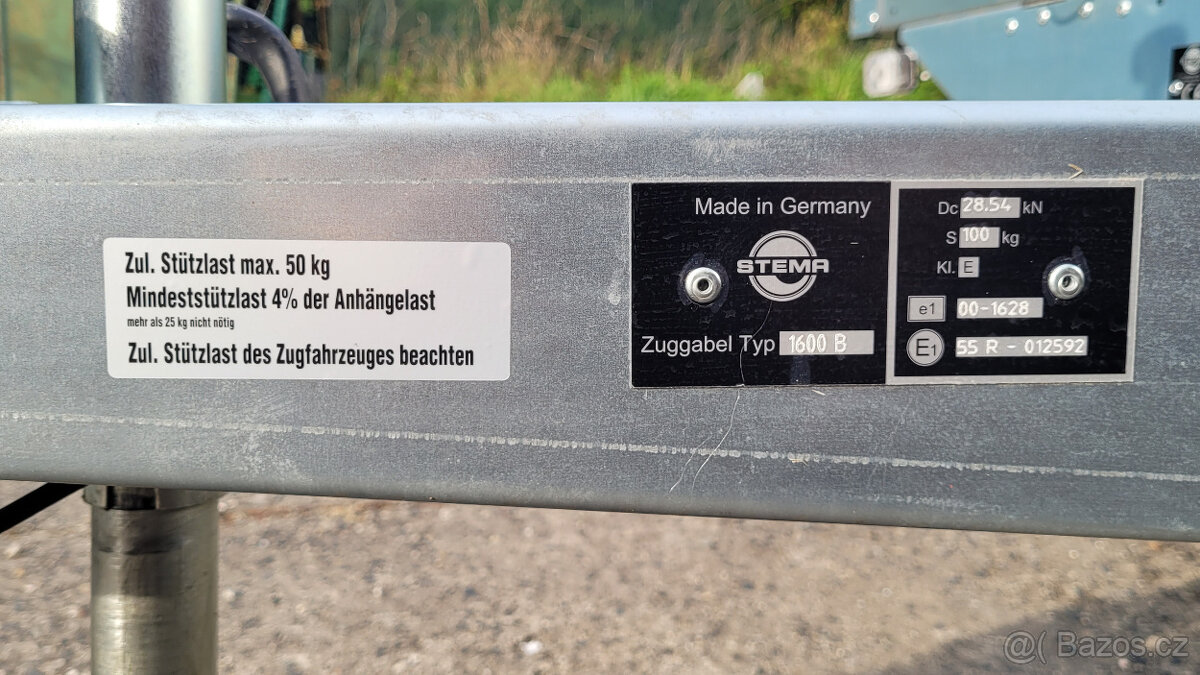 Zul. Stützlast max. 50 kg
Mindeststützlast 4% der Anhängelast
mehr als 25 kg nicht nötig
Zul. Stützlast des Zugfahrzeuges beachten
Made in Germany
STEMA
Zuggabel Typ 1600 B
Dc 28.54 kN
S 100 kg
Kl. E
e1 00-1628
E1 55 R - 012592
@( Bazos.cz